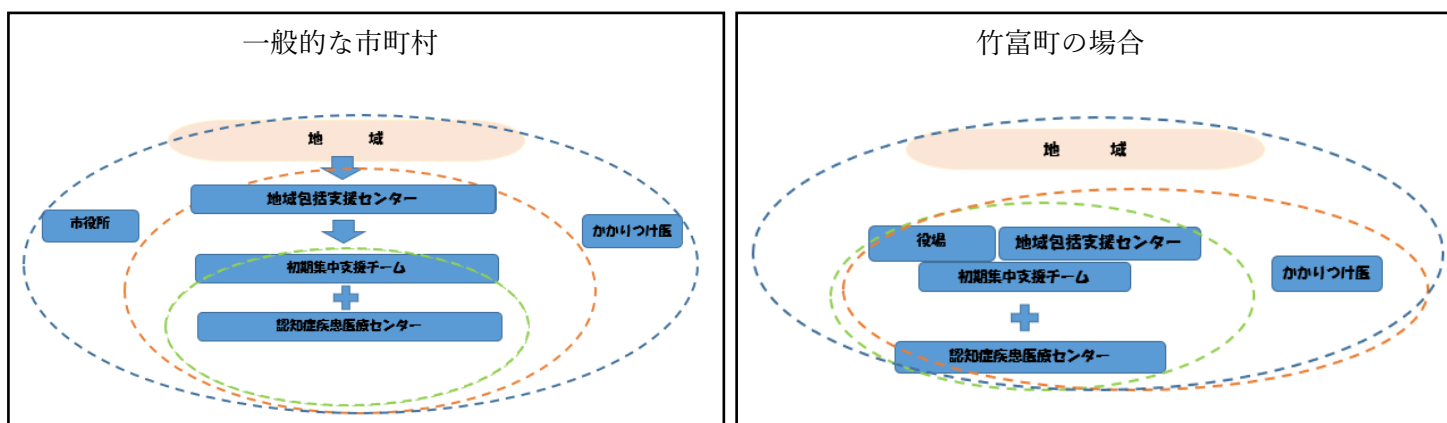 一般的な市町村
地 域
地域包括支援センター
市役所
かかりつけ医
初期集中支援チーム
認知症疾患医療センター
竹富町の場合
地 域
役場
地域包括支援センター
初期集中支援チーム
かかりつけ医
認知症疾患医療センター